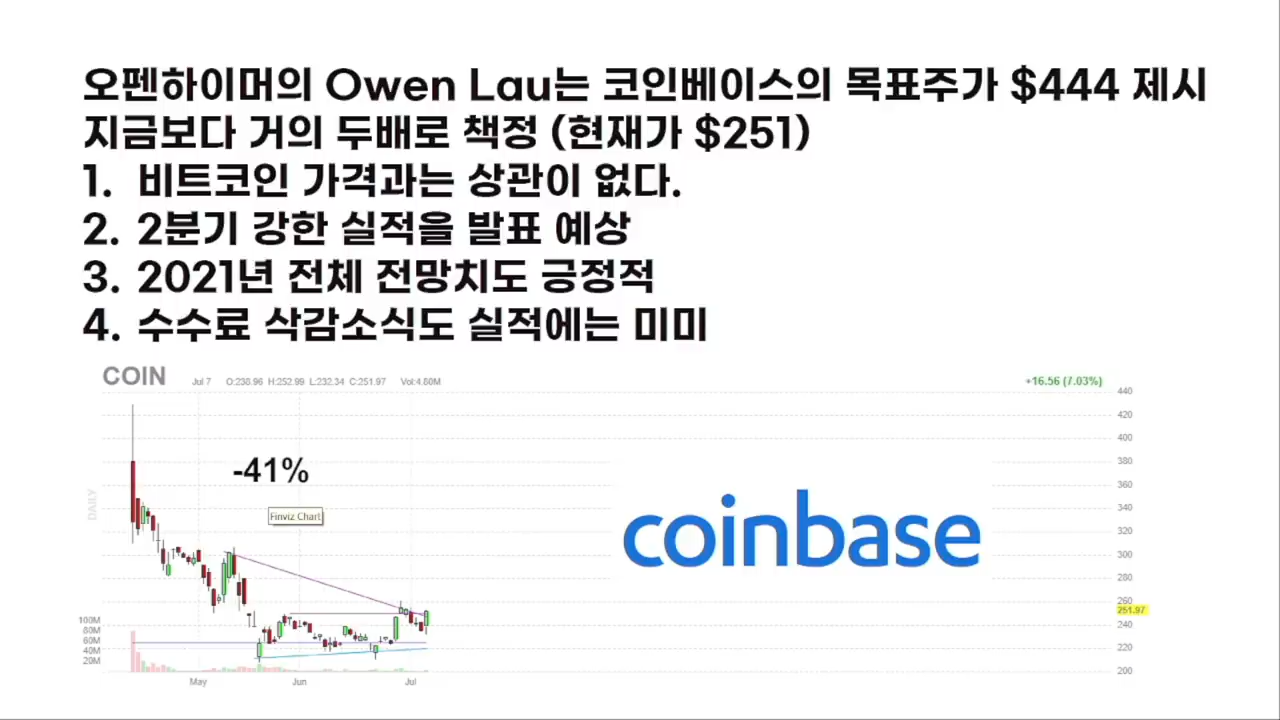 오펜하이머의 Owen Lau는 코인베이스의 목표주가 $444 제시
지금보다 거의 두배로 책정 (현재가 $251)
1. 비트코인 가격과는 상관이 없다.
2. 2분기 강한 실적을 발표 예상
3. 2021년 전체 전망치도 긍정적
4. 수수료 삭감소식도 실적에는 미미
COIN Jul 7 O:238.96 H:252.99 L:232.34 C:251.97 Vol:4.80M +16.56 (7.03%)
440
420
400
380
-41%
360
DAILY
Finviz Chart
340
320
coinbase
300
280
260
251.97
240
220
200
100M
80M
60M
40M
20M
May Jun Jul